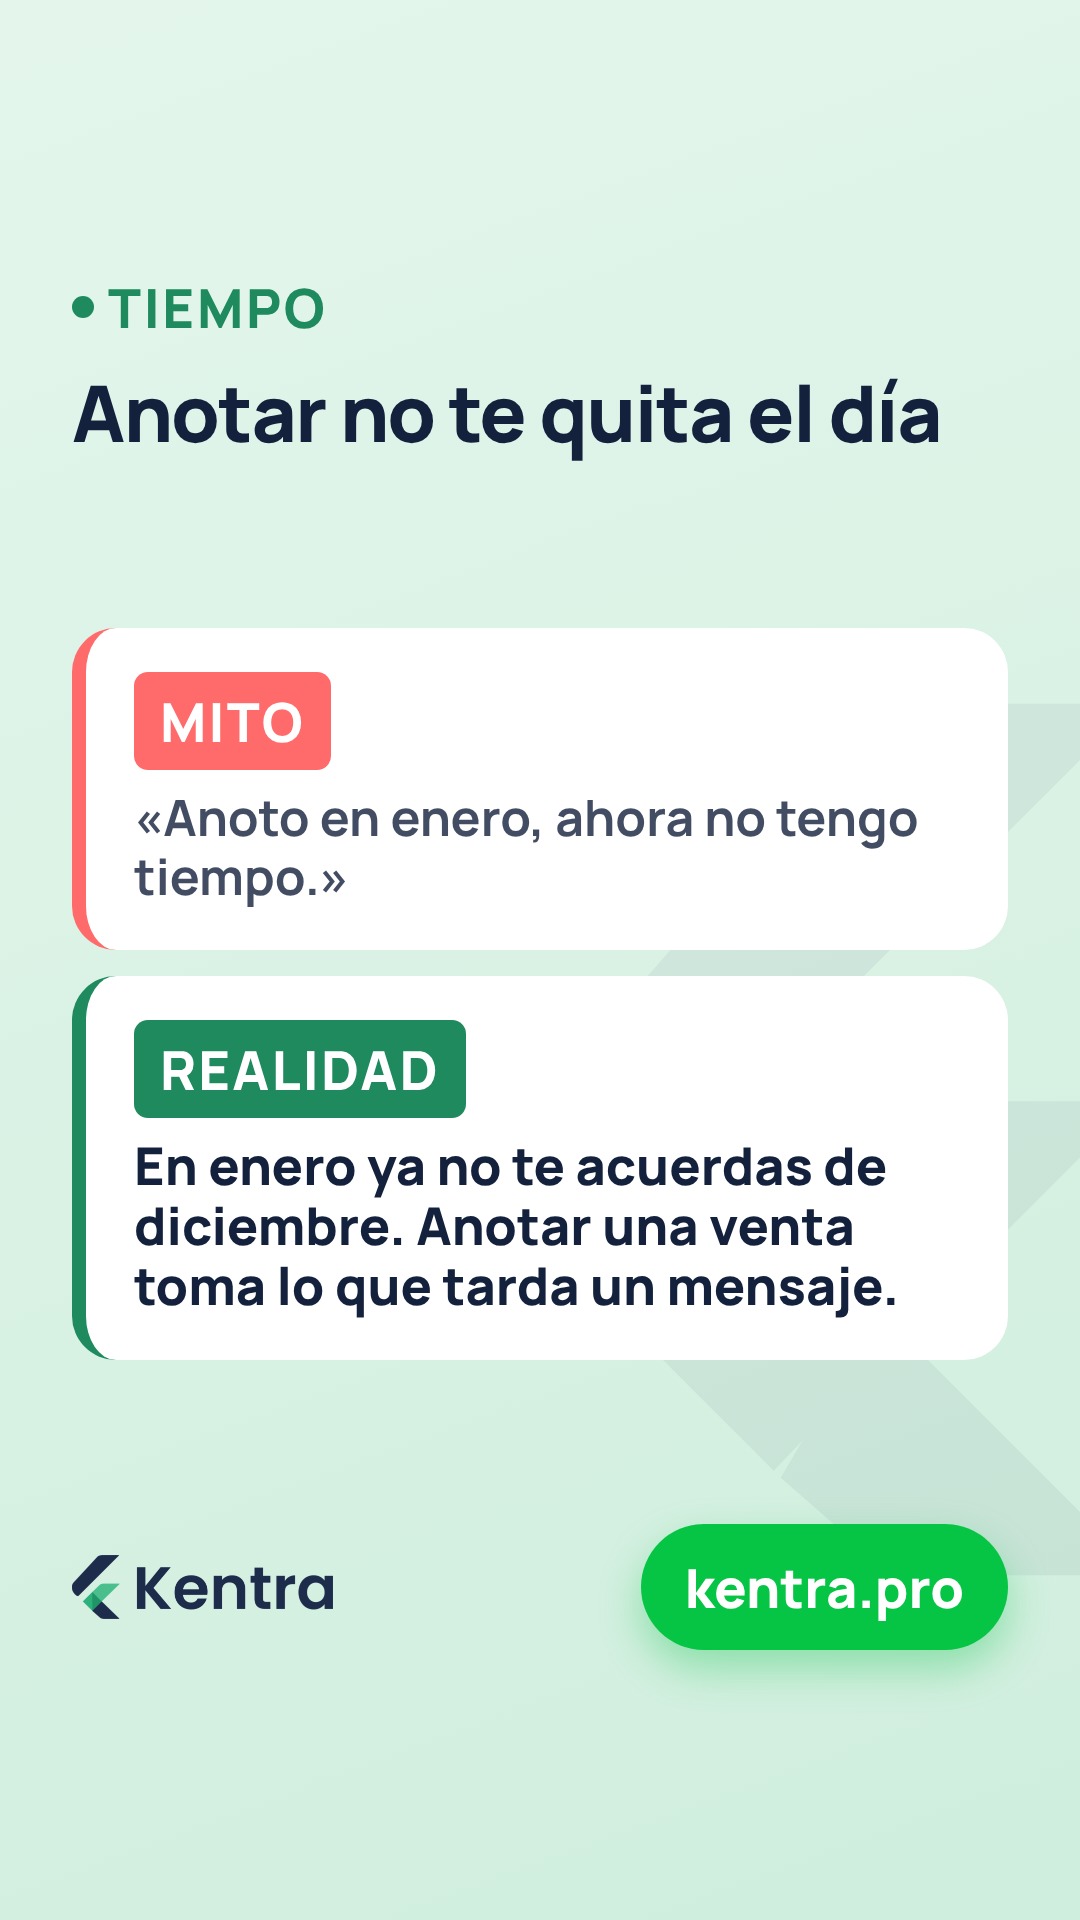 TIEMPO
Anotar no te quita el día
MITO
«Anoto en enero, ahora no tengo
tiempo.»
REALIDAD
En enero ya no te acuerdas de
diciembre. Anotar una venta
toma lo que tarda un mensaje.
Kentra
kentra.pro